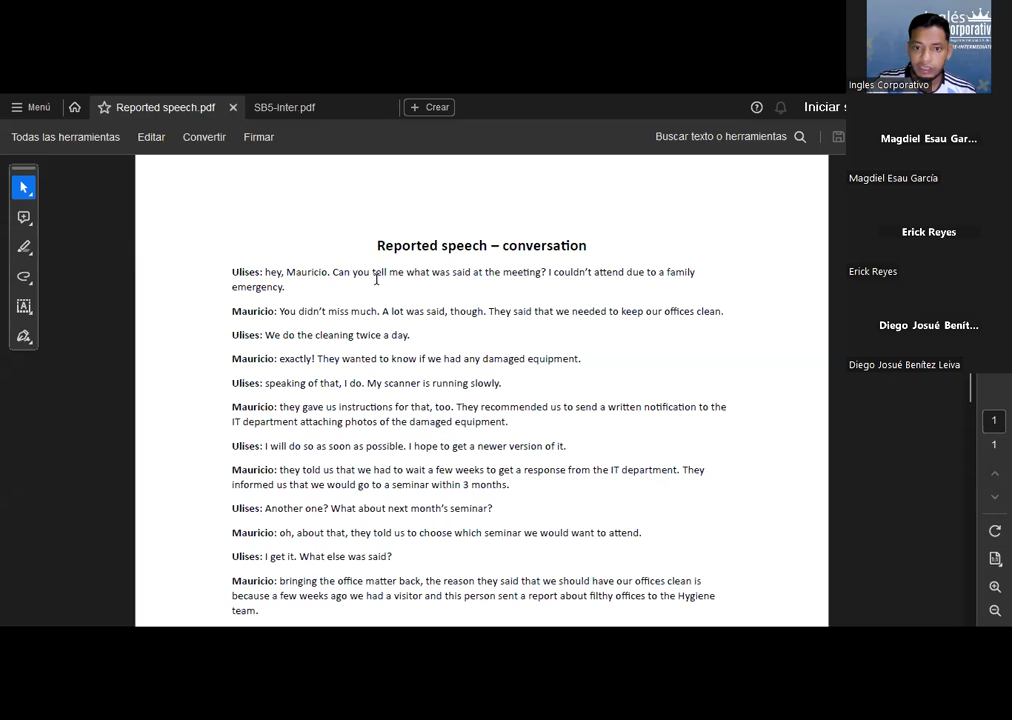 Inglés
Corporativo
RE-INTERMEDIATE
Ingles Corporativo
Menú
Reported speech.pdf
SB5-Inter.pdf
Crear
Iniciar s
Todas las herramientas
Editar
Convertir
Firmar
Buscar texto o herramientas
Magdiel Esau Gar...
Magdiel Esau García
Erick Reyes
Erick Reyes
Diego Josué Benít...
Diego Josué Benítez Leiva
1
1
Reported speech – conversation
Ulises: hey, Mauricio. Can you tell me what was said at the meeting? I couldn't attend due to a family
emergency.
Mauricio: You didn't miss much. A lot was said, though. They said that we needed to keep our offices clean.
Ulises: We do the cleaning twice a day.
Mauricio: exactly! They wanted to know if we had any damaged equipment.
Ulises: speaking of that, I do. My scanner is running slowly.
Mauricio: they gave us instructions for that, too. They recommended us to send a written notification to the
IT department attaching photos of the damaged equipment.
Ulises: I will do so as soon as possible. I hope to get a newer version of it.
Mauricio: they told us that we had to wait a few weeks to get a response from the IT department. They
informed us that we would go to a seminar within 3 months.
Ulises: Another one? What about next month's seminar?
Mauricio: oh, about that, they told us to choose which seminar we would want to attend.
Ulises: I get it. What else was said?
Mauricio: bringing the office matter back, the reason they said that we should have our offices clean is
because a few weeks ago we had a visitor and this person sent a report about filthy offices to the Hygiene
team.